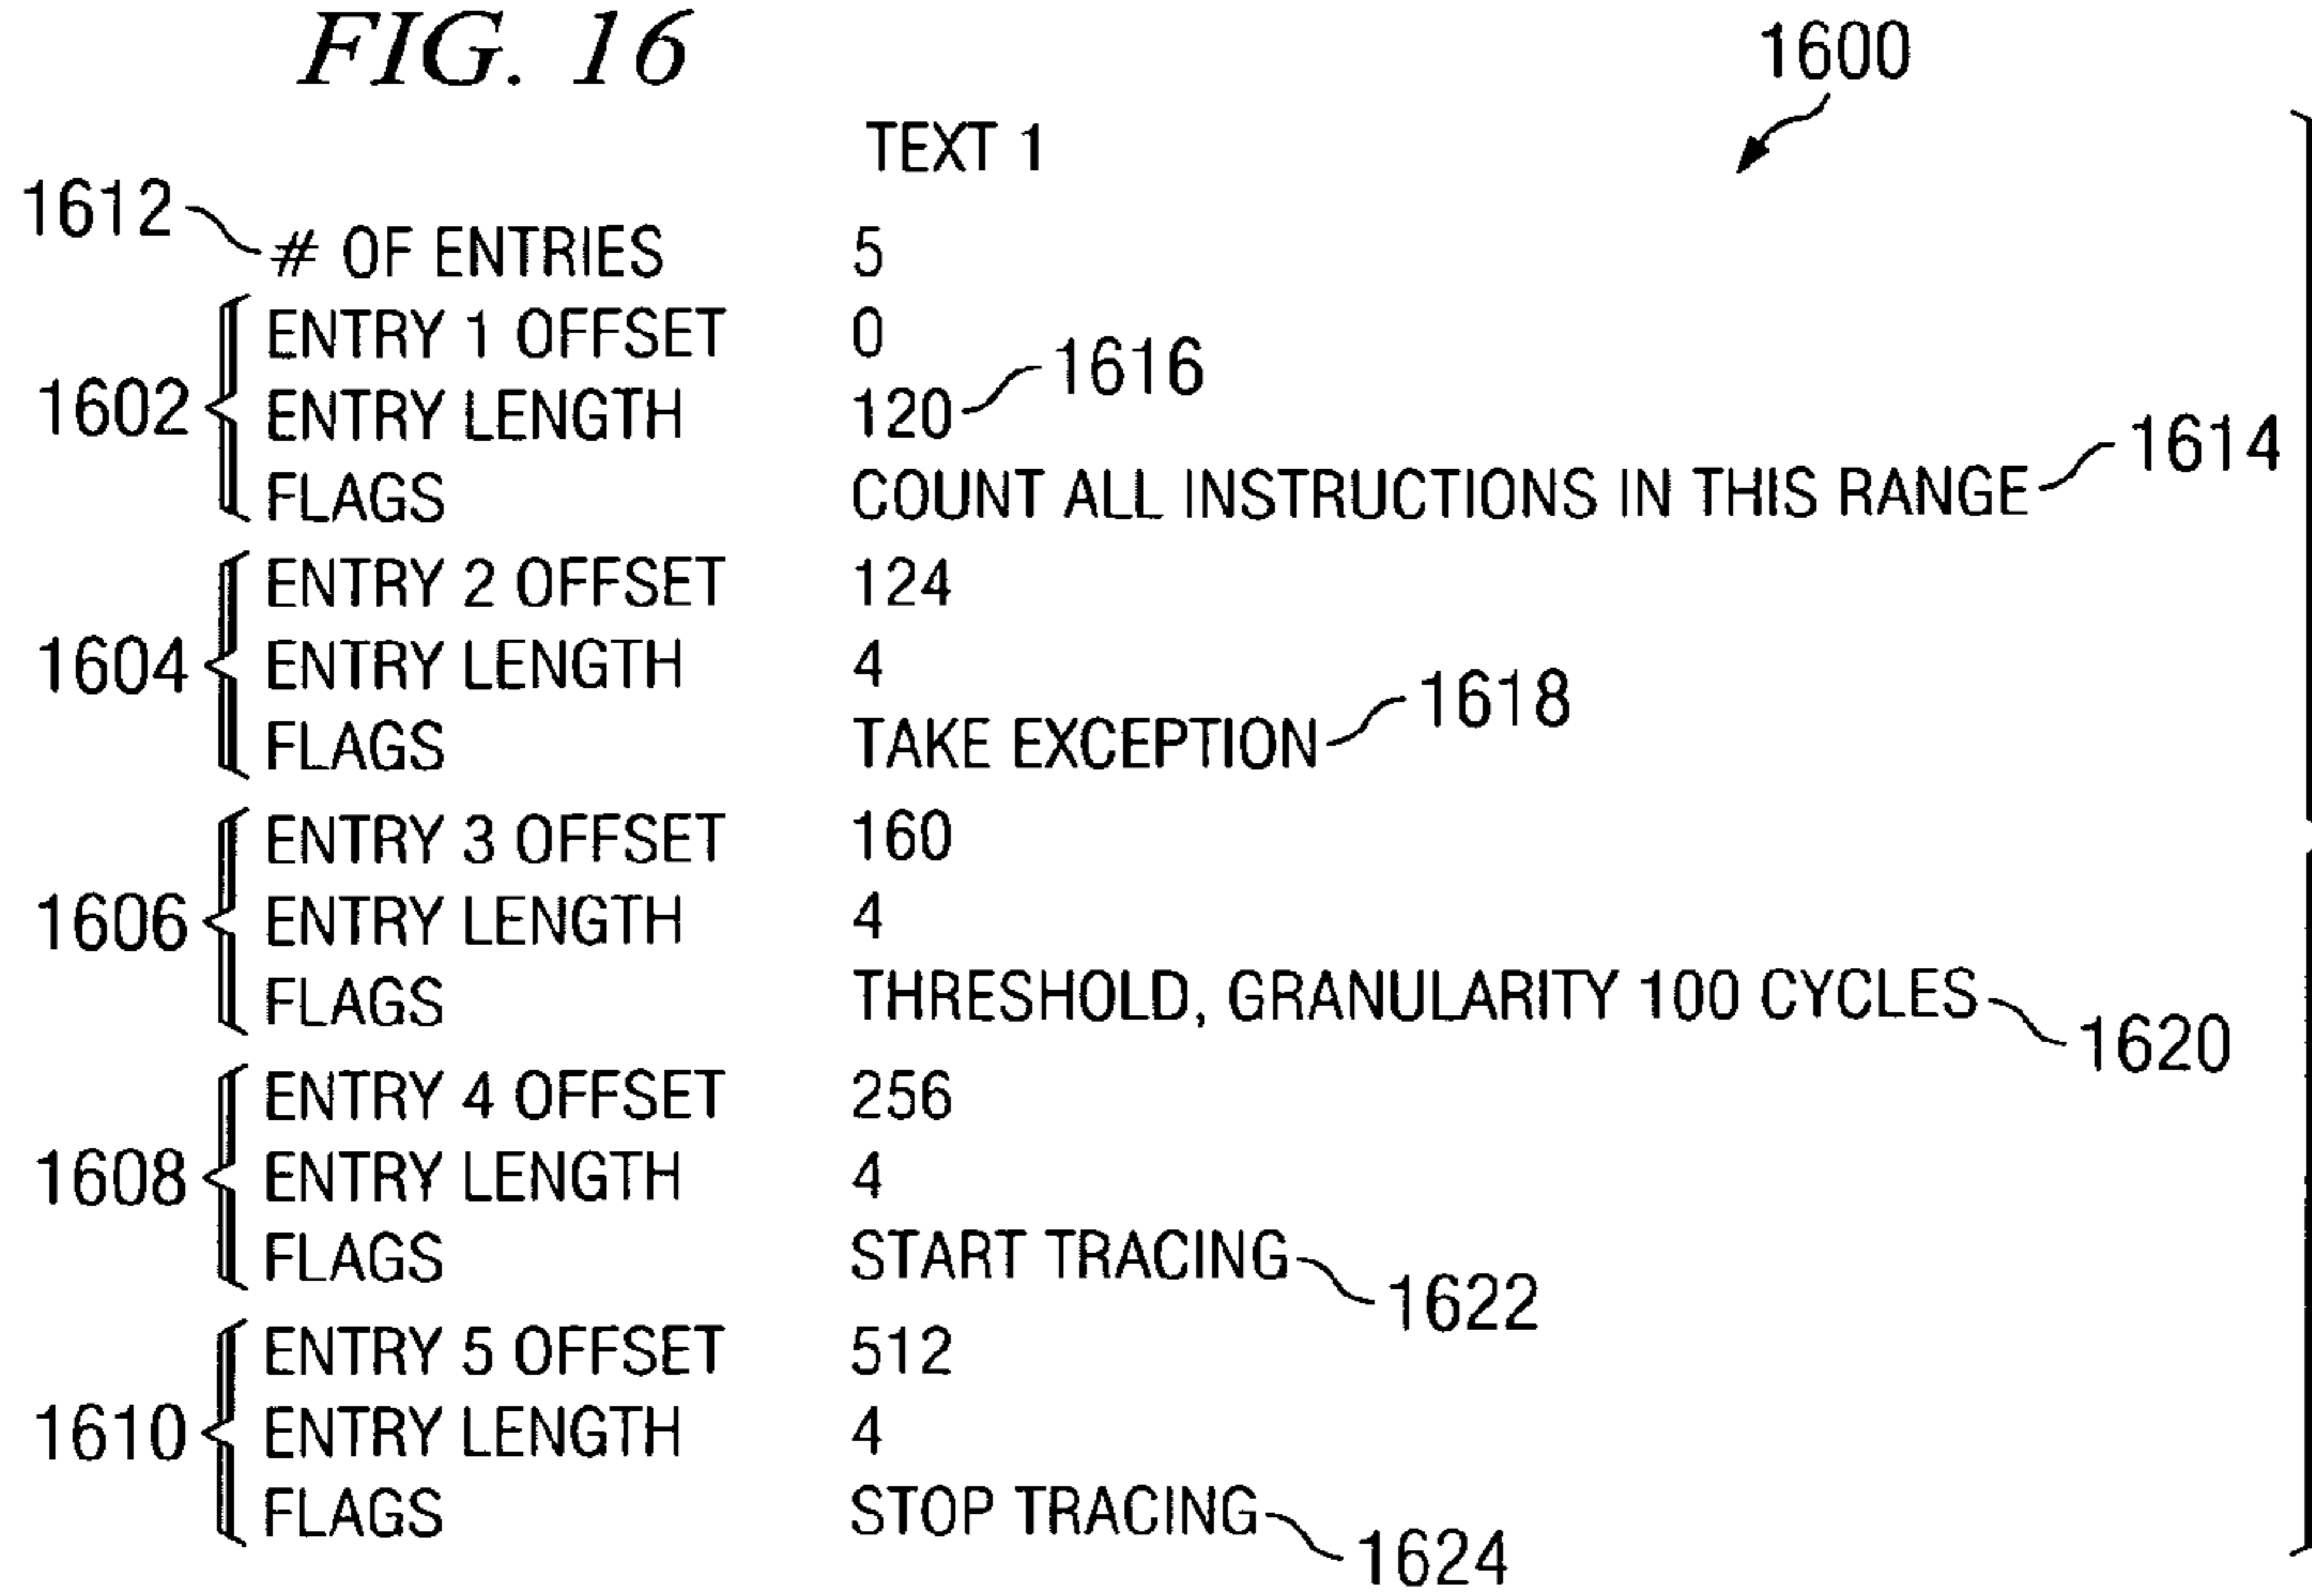 FIG. 16
1600
TEXT 1
1612
# OF ENTRIES 5
ENTRY 1 OFFSET 0
1616
1602 ENTRY LENGTH 120
1614
FLAGS COUNT ALL INSTRUCTIONS IN THIS RANGE
ENTRY 2 OFFSET 124
1604 ENTRY LENGTH 4
1618
FLAGS TAKE EXCEPTION
ENTRY 3 OFFSET 160
1606 ENTRY LENGTH 4
FLAGS THRESHOLD, GRANULARITY 100 CYCLES
1620
ENTRY 4 OFFSET 256
1608 ENTRY LENGTH 4
FLAGS START TRACING
1622
ENTRY 5 OFFSET 512
1610 ENTRY LENGTH 4
FLAGS STOP TRACING
1624